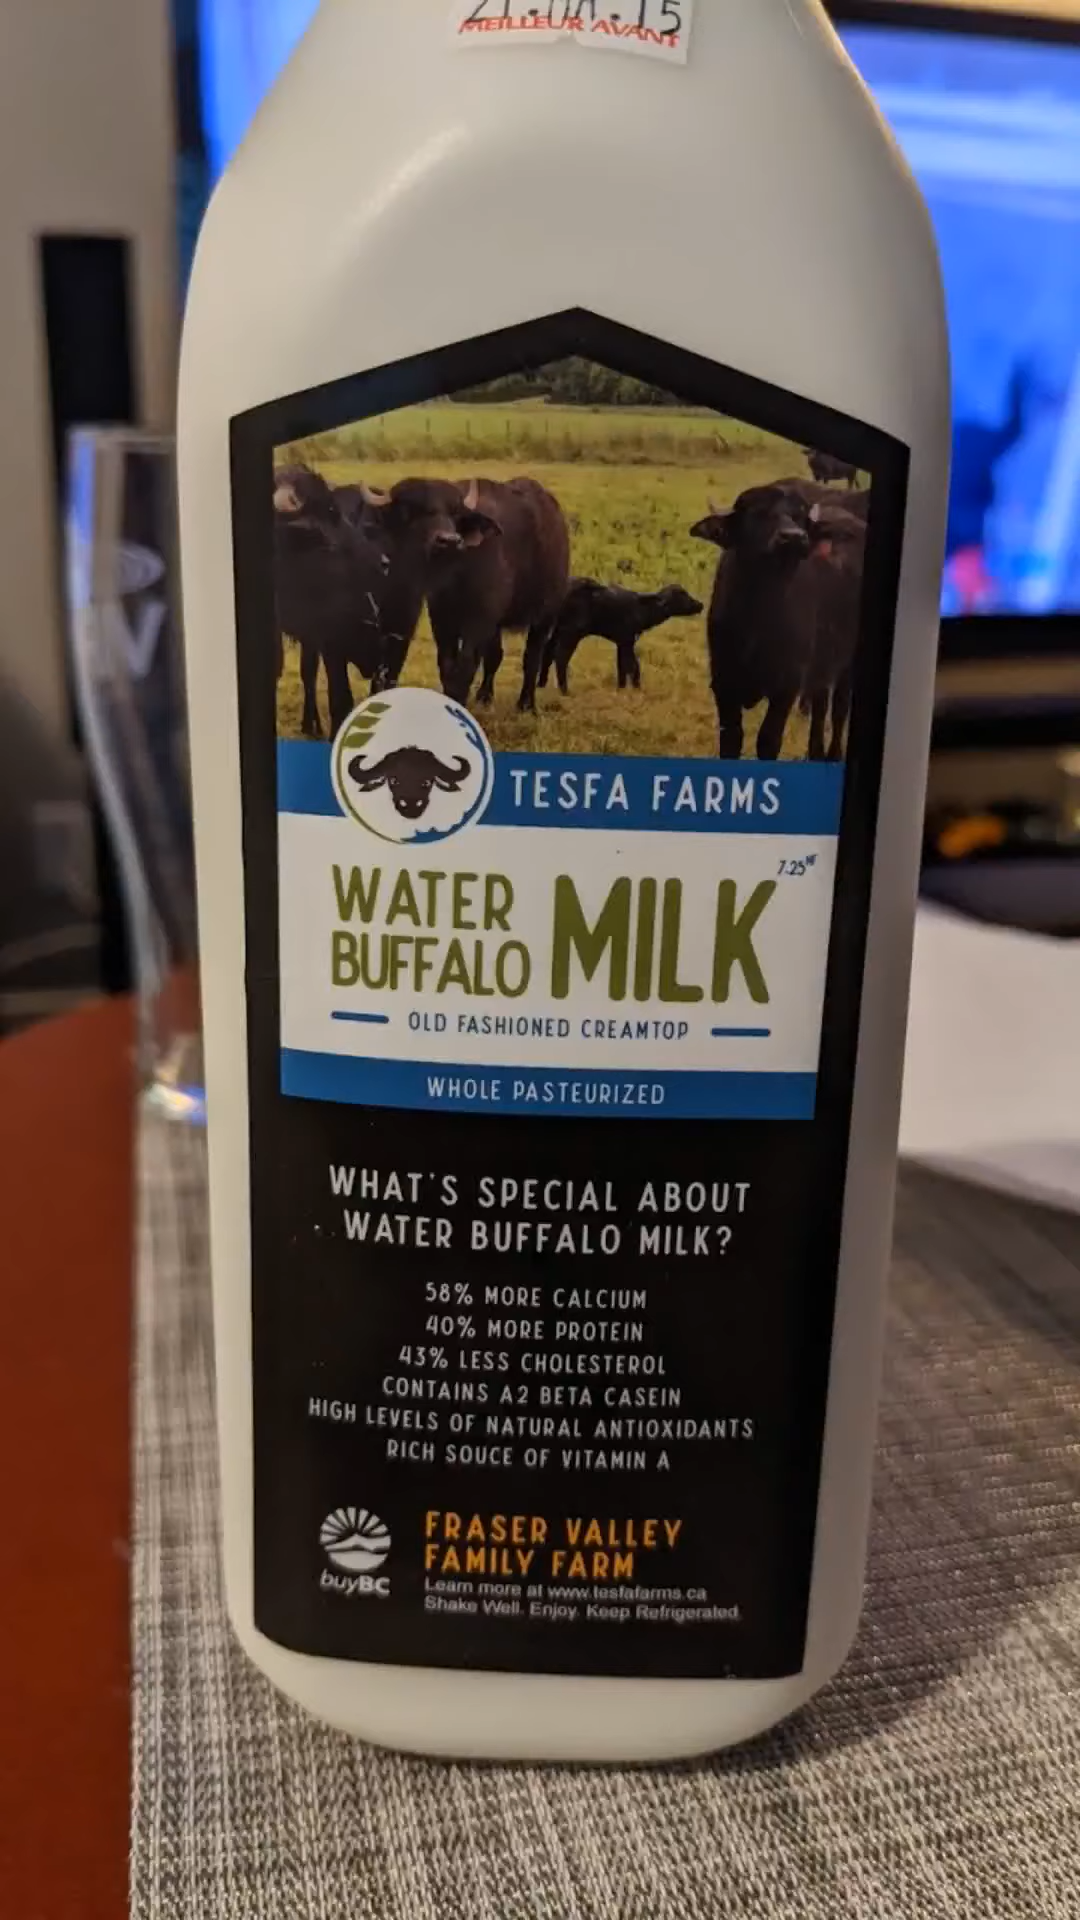 MEILLEUR AVANT
TESFA FARMS
7.25
WATER
BUFFALO
MILK
OLD FASHIONED CREAMTOP
WHOLE PASTEURIZED
WHAT'S SPECIAL ABOUT
WATER BUFFALO MILK?
58% MORE CALCIUM
40% MORE PROTEIN
43% LESS CHOLESTEROL
CONTAINS A2 BETA CASEIN
HIGH LEVELS OF NATURAL ANTIOXIDANTS
RICH SOUCE OF VITAMIN A
buyBC
FRASER VALLEY
FAMILY FARM
Learn more at www.tesfafarms.ca
Shake Well. Enjoy. Keep Refrigerated